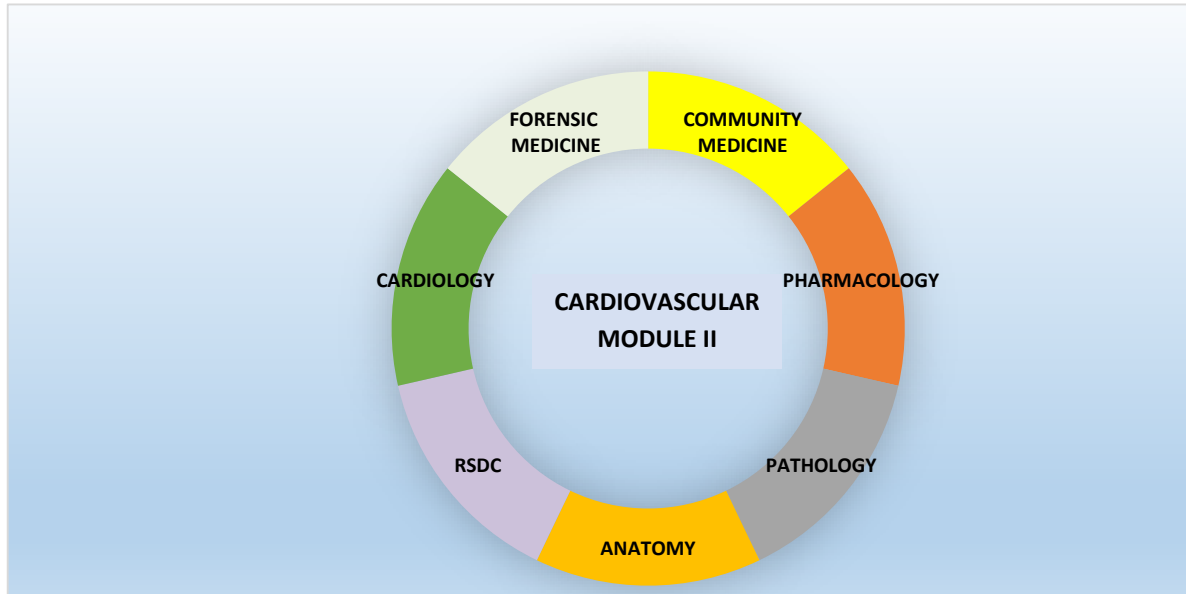 FORENSIC
MEDICINE
COMMUNITY
MEDICINE
CARDIOLOGY
PHARMACOLOGY
CARDIOVASCULAR
MODULE II
RSDC
PATHOLOGY
ANATOMY